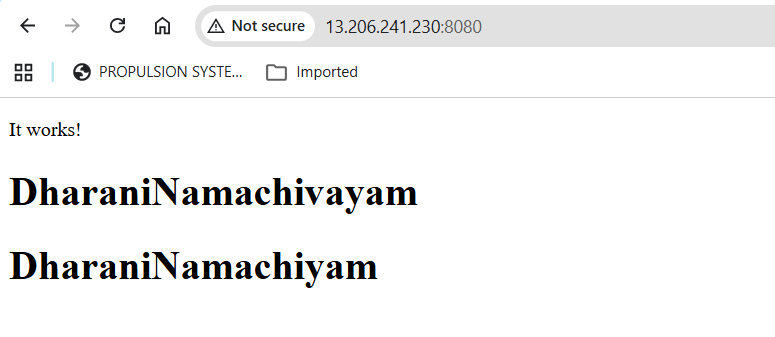 Not secure 13.206.241.230:8080
PROPULSION SYSTE... Imported
It works!
DharaniNamachivayam
DharaniNamachiyam